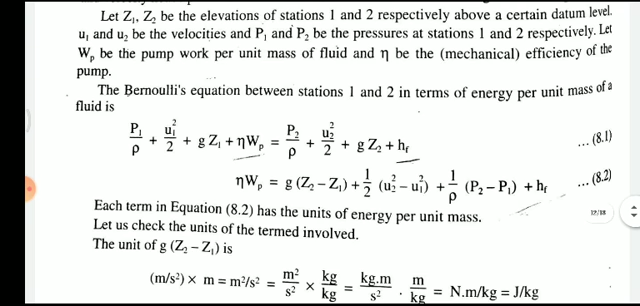 Let Z₁, Z₂ be the elevations of stations 1 and 2 respectively above a certain datum level.
u₁ and u₂ be the velocities and P₁ and P₂ be the pressures at stations 1 and 2 respectively. Let
Wₚ be the pump work per unit mass of fluid and η be the (mechanical) efficiency of the
pump.
The Bernoulli's equation between stations 1 and 2 in terms of energy per unit mass of a
fluid is
P₁/ρ + u₁²/2 + g Z₁ + ηWₚ = P₂/ρ + u₂²/2 + g Z₂ + h_f ... (8.1)
ηWₚ = g (Z₂ – Z₁) + 1/2 (u₂² – u₁²) + 1/ρ (P₂ – P₁) + h_f ... (8.2)
Each term in Equation (8.2) has the units of energy per unit mass.
12/18
Let us check the units of the termed involved.
The unit of g (Z₂ – Z₁) is
(m/s²) × m = m²/s² = m²/s² × kg/kg = kg.m/s² . m/kg = N.m/kg = J/kg